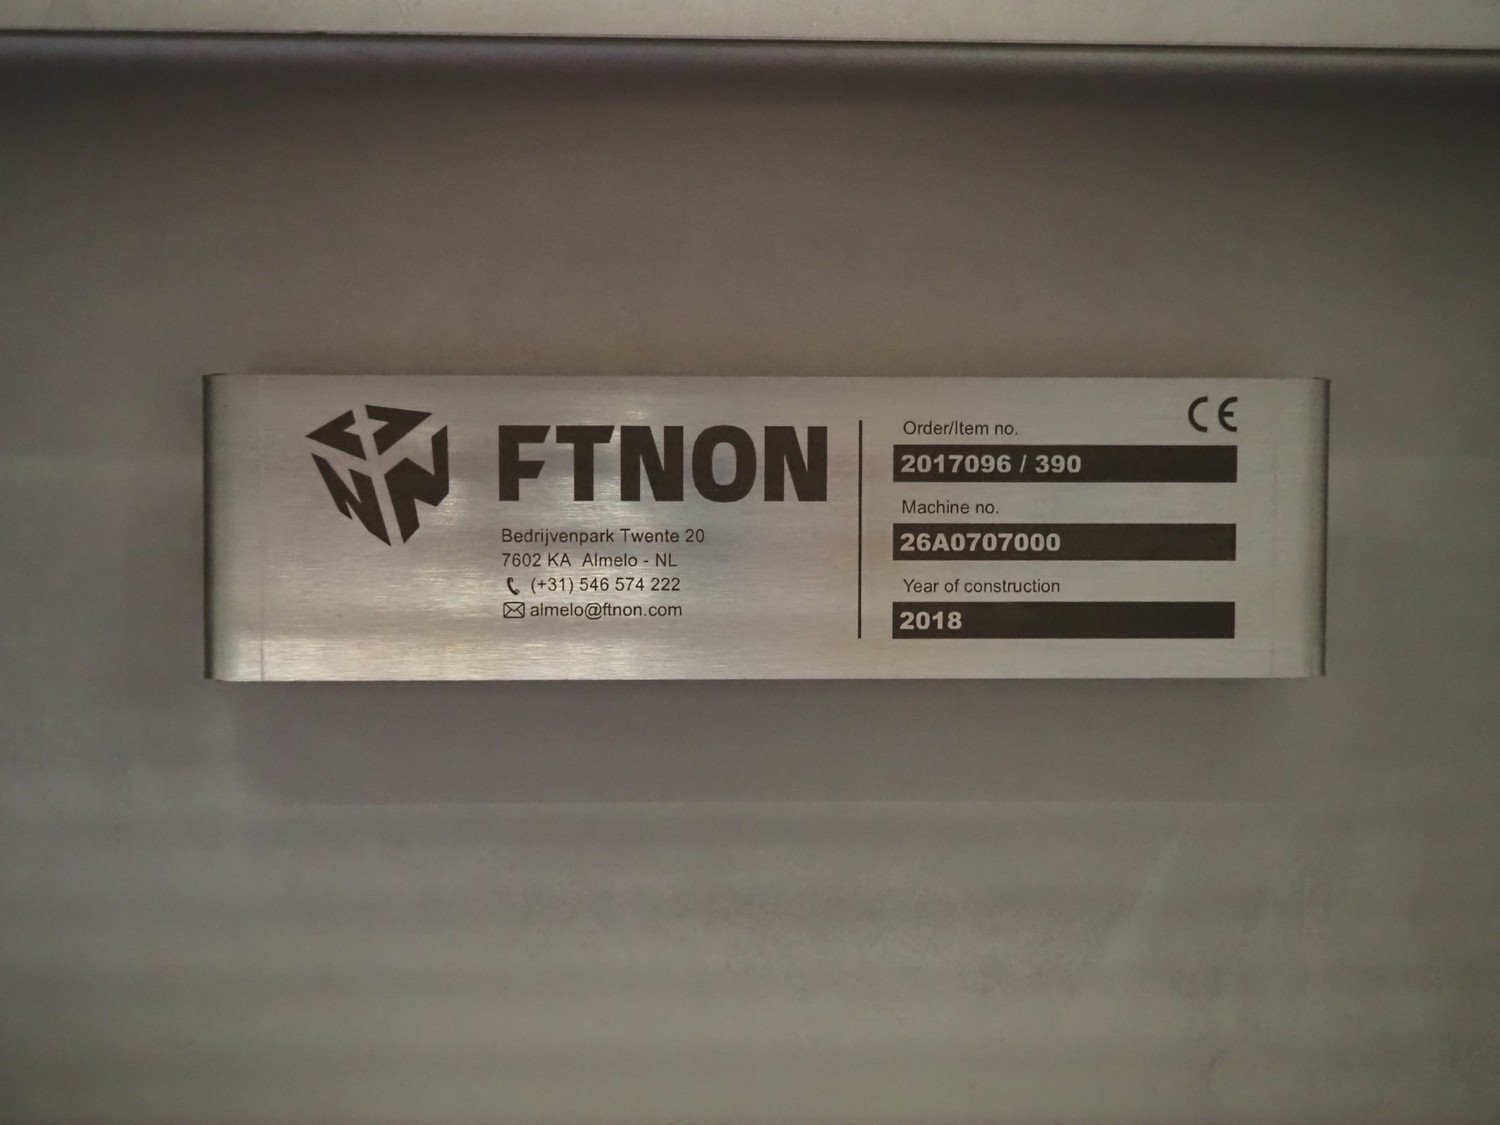 FTNON
Bedrijvenpark Twente 20
7602 KA Almelo - NL
(+31) 546 574 222
almelo@ftnon.com
CE
Order/Item no.
2017096 / 390
Machine no.
26A0707000
Year of construction
2018